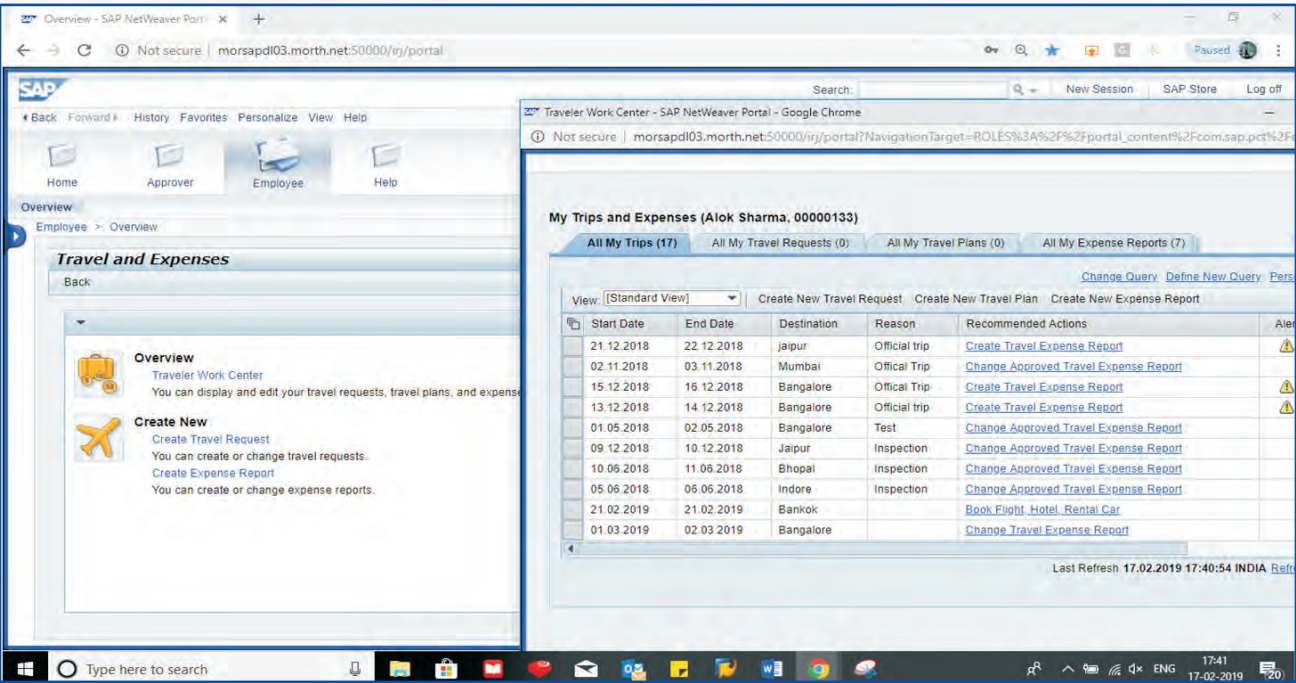 Overview - SAP NetWeaver Port
Not secure | morsapdl03.morth.net:50000/irj/portal
Paused
SAP
Search:
New Session SAP Store Log off
Back Forward History Favorites Personalize View Help
Home Approver Employee Help
Overview
Employee > Overview
Travel and Expenses
Back
Overview
Traveler Work Center
You can display and edit your travel requests, travel plans, and expense
Create New
Create Travel Request
You can create or change travel requests.
Create Expense Report
You can create or change expense reports.
Traveler Work Center - SAP NetWeaver Portal - Google Chrome
Not secure | morsapdl03.morth.net:50000/irj/portal?NavigationTarget=ROLES%3A%2F%2Fportal_content%2Fcom.sap.pct%2F
My Trips and Expenses (Alok Sharma, 00000133)
All My Trips (17) All My Travel Requests (0) All My Travel Plans (0) All My Expense Reports (7)
Change Query Define New Query Pers
View: [Standard View] Create New Travel Request Create New Travel Plan Create New Expense Report
Start Date End Date Destination Reason Recommended Actions Aler
21.12.2018 22.12.2018 jaipur Official trip Create Travel Expense Report
02.11.2018 03.11.2018 Mumbai Offical Trip Change Approved Travel Expense Report
15.12.2018 16.12.2018 Bangalore Offical Trip Create Travel Expense Report
13.12.2018 14.12.2018 Bangalore Official trip Create Travel Expense Report
01.05.2018 02.05.2018 Bangalore Test Change Approved Travel Expense Report
09.12.2018 10.12.2018 Jaipur Inspection Change Approved Travel Expense Report
10.06.2018 11.06.2018 Bhopal Inspection Change Approved Travel Expense Report
05.06.2018 06.06.2018 Indore Inspection Change Approved Travel Expense Report
21.02.2019 21.02.2019 Bankok Book Flight, Hotel, Rental Car
01.03.2019 02.03.2019 Bangalore Change Travel Expense Report
Last Refresh 17.02.2019 17:40:54 INDIA Refr
Type here to search
ENG
17:41
17-02-2019
20